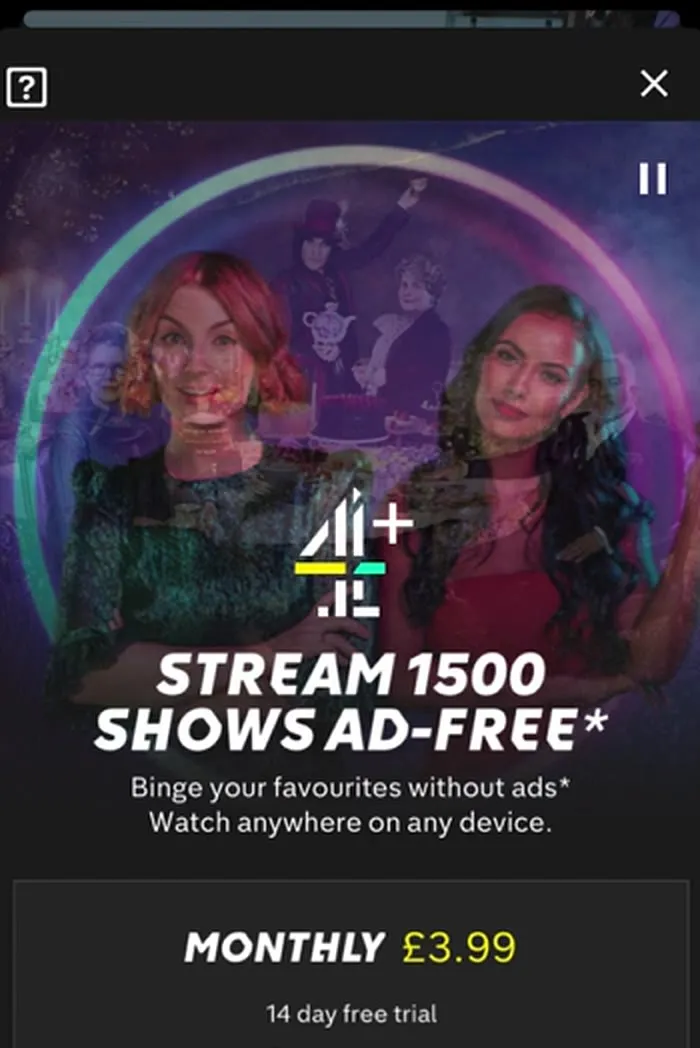 ?
4+
STREAM 1500
SHOWS AD-FREE*
Binge your favourites without ads*
Watch anywhere on any device.
MONTHLY £3.99
14 day free trial